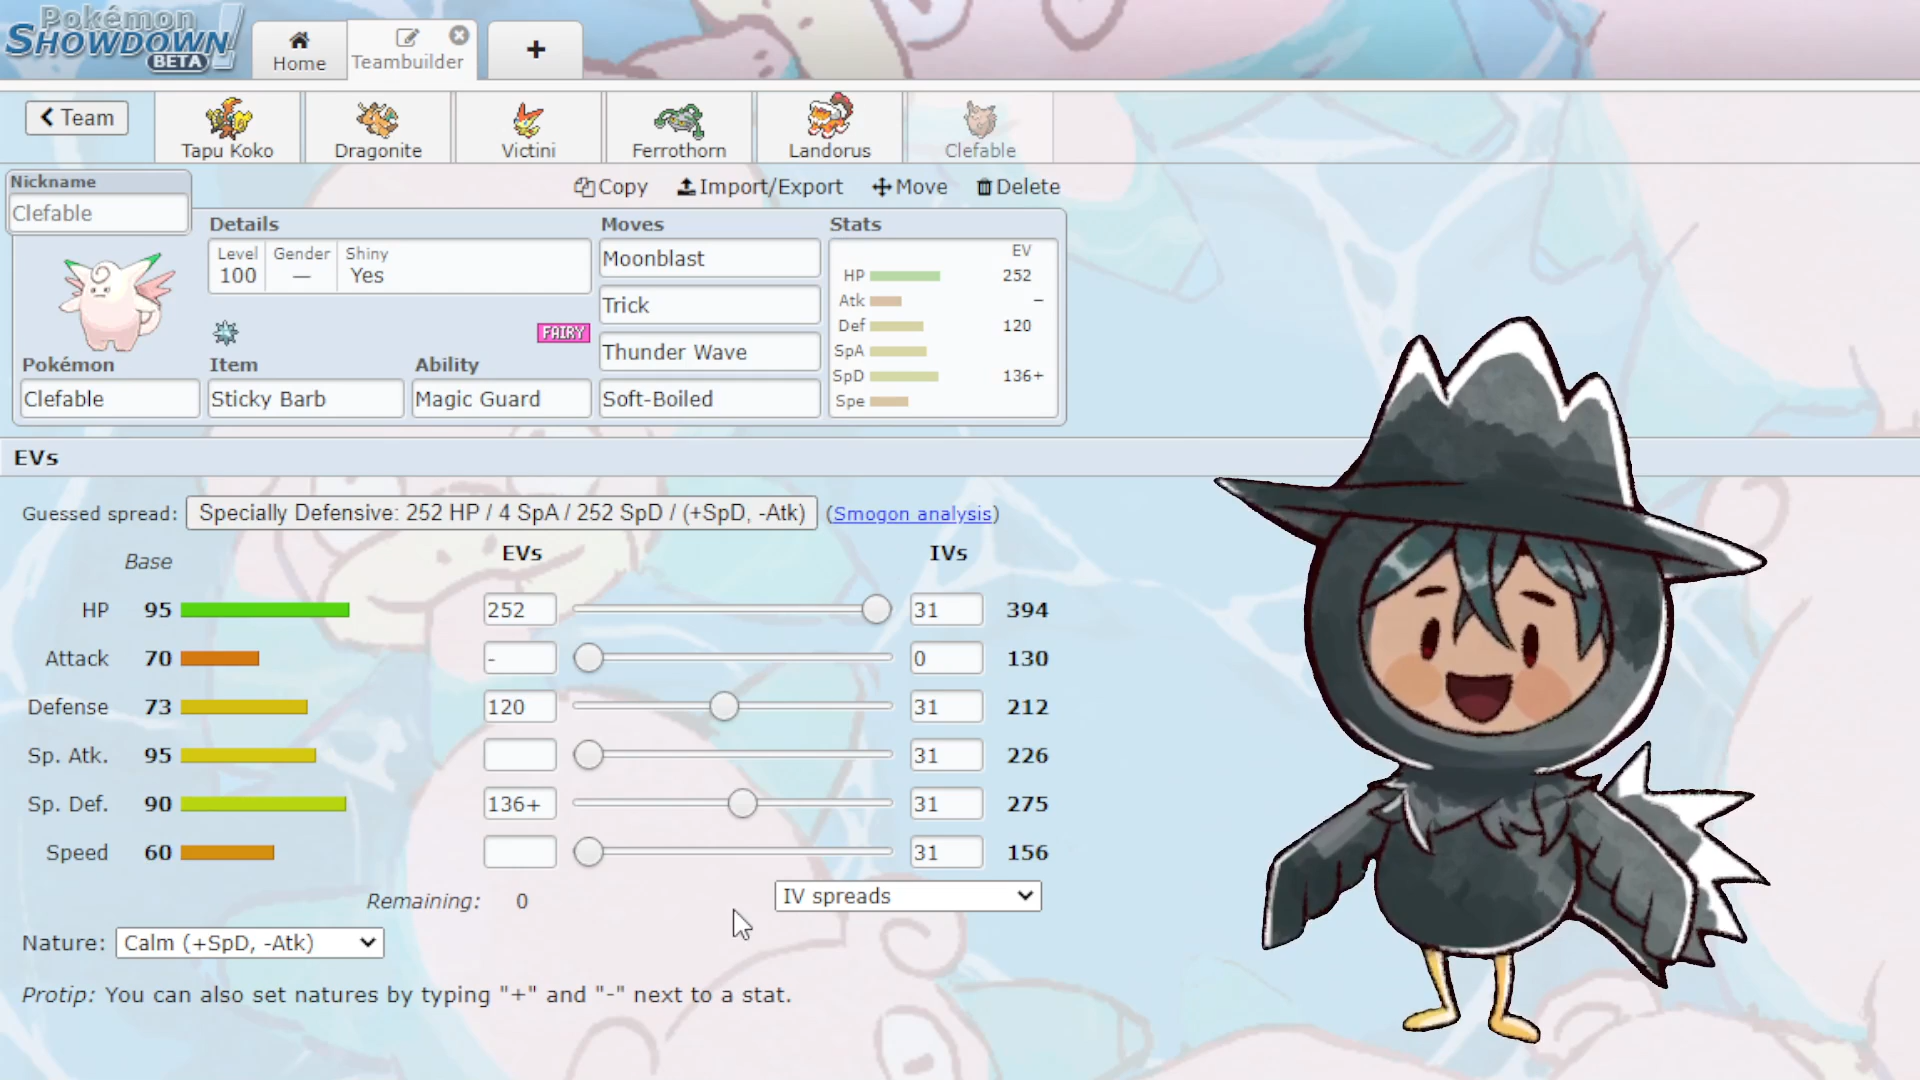 Pokémon
SHOWDOWN!
BETA
Home
Teambuilder
+
Team
Tapu Koko
Dragonite
Victini
Ferrothorn
Landorus
Clefable
Copy
Import/Export
Move
Delete
Nickname
Clefable
Details
Level
100
Gender
—
Shiny
Yes
FAIRY
Pokémon
Clefable
Item
Sticky Barb
Ability
Magic Guard
Moves
Moonblast
Trick
Thunder Wave
Soft-Boiled
Stats
EV
HP 252
Atk –
Def 120
SpA
SpD 136+
Spe
EVs
Guessed spread: Specially Defensive: 252 HP / 4 SpA / 252 SpD / (+SpD, -Atk) (Smogon analysis)
Base EVs IVs
HP 95 252 31 394
Attack 70 - 0 130
Defense 73 120 31 212
Sp. Atk. 95 31 226
Sp. Def. 90 136+ 31 275
Speed 60 31 156
Remaining: 0 IV spreads
Nature: Calm (+SpD, -Atk)
Protip: You can also set natures by typing "+" and "-" next to a stat.